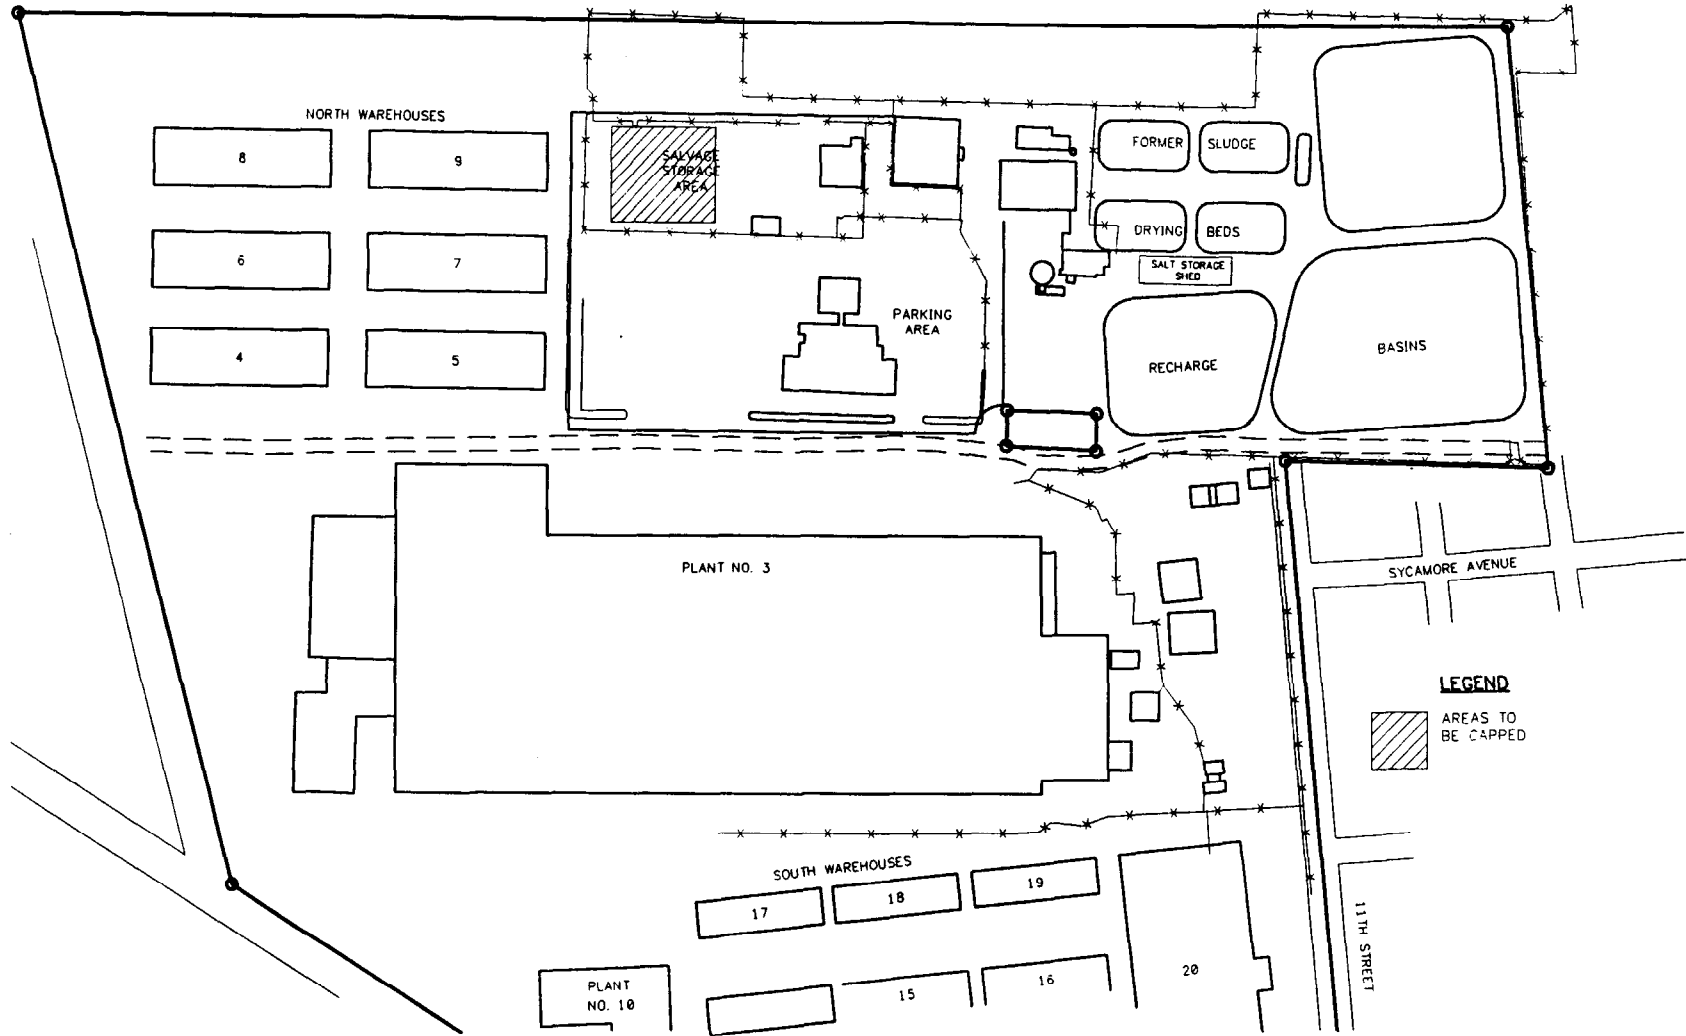 NORTH WAREHOUSES
8
9
6
7
4
5
SALVAGE
STORAGE
AREA
PARKING
AREA
FORMER SLUDGE
DRYING BEDS
SALT STORAGE
SHED
RECHARGE
BASINS
PLANT NO. 3
SYCAMORE AVENUE
LEGEND
AREAS TO
BE CAPPED
SOUTH WAREHOUSES
17
18
19
15
16
20
PLANT
NO. 10
11TH STREET